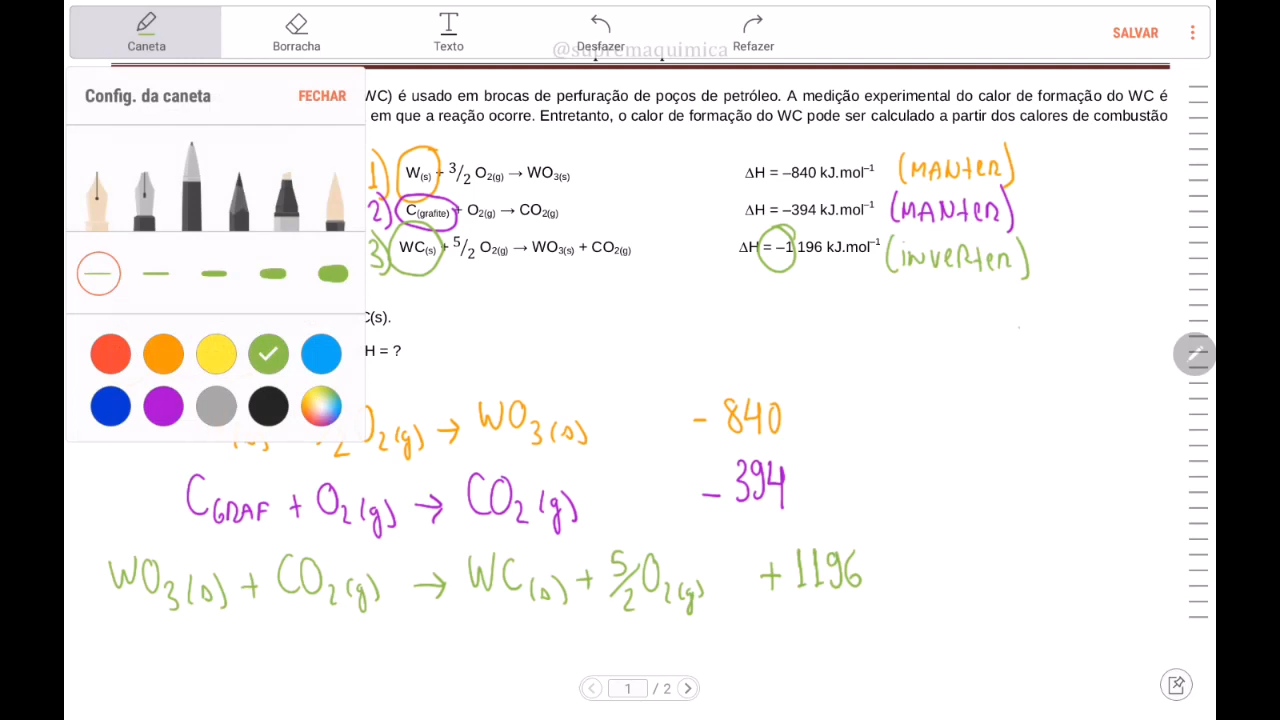 Caneta Borracha Texto Desfazer Refazer SALVAR
@supremaquimica
Config. da caneta FECHAR
WC) é usado em brocas de perfuração de poços de petróleo. A medição experimental do calor de formação do WC é
em que a reação ocorre. Entretanto, o calor de formação do WC pode ser calculado a partir dos calores de combustão
1) W(s) + 3/2 O2(g) → WO3(s) ΔH = –840 kJ.mol–1 (MANTER)
2) C(grafite) + O2(g) → CO2(g) ΔH = –394 kJ.mol–1 (MANTER)
3) WC(s) + 5/2 O2(g) → WO3(s) + CO2(g) ΔH = –1 196 kJ.mol–1 (INVERTER)
C(s).
H = ?
O2(g) → WO3(s) - 840
CGRAF + O2(g) → CO2(g) - 394
WO3(s) + CO2(g) → WC(s) + 5/2 O2(g) + 1196
1 / 2